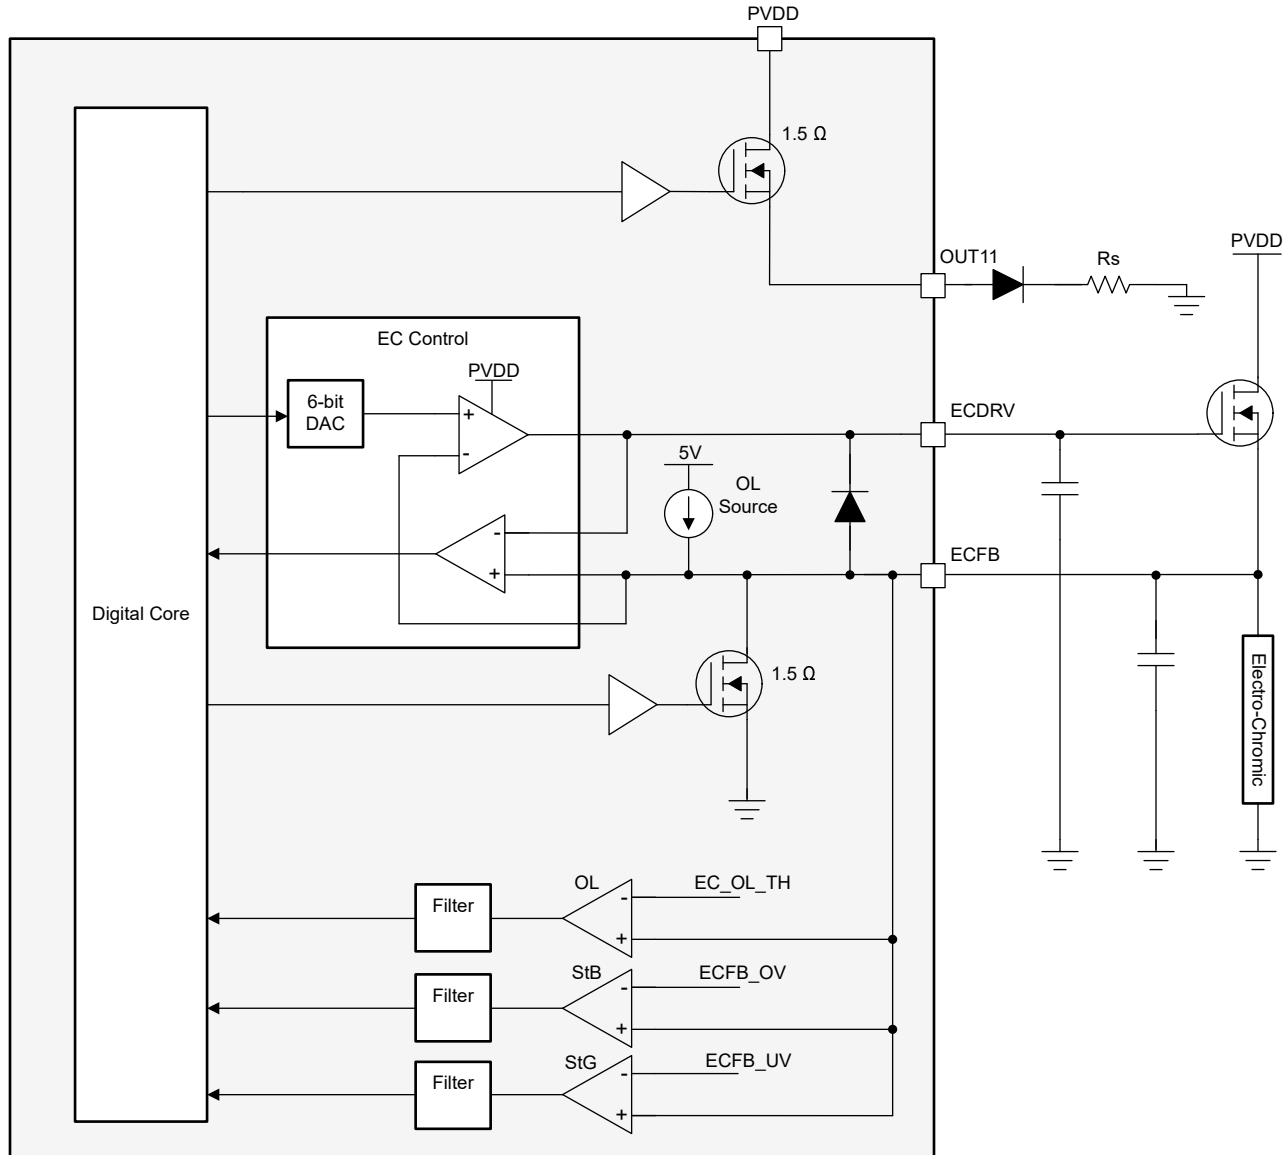 PVDD
1.5 Ω
OUT11
Rs
PVDD
EC Control
PVDD
6-bit
DAC
+
-
ECDRV
5V
OL
Source
-
+
ECFB
Digital Core
1.5 Ω
Electro-Chromic
OL
EC_OL_TH
Filter
-
+
StB
ECFB_OV
Filter
-
+
StG
ECFB_UV
Filter
-
+